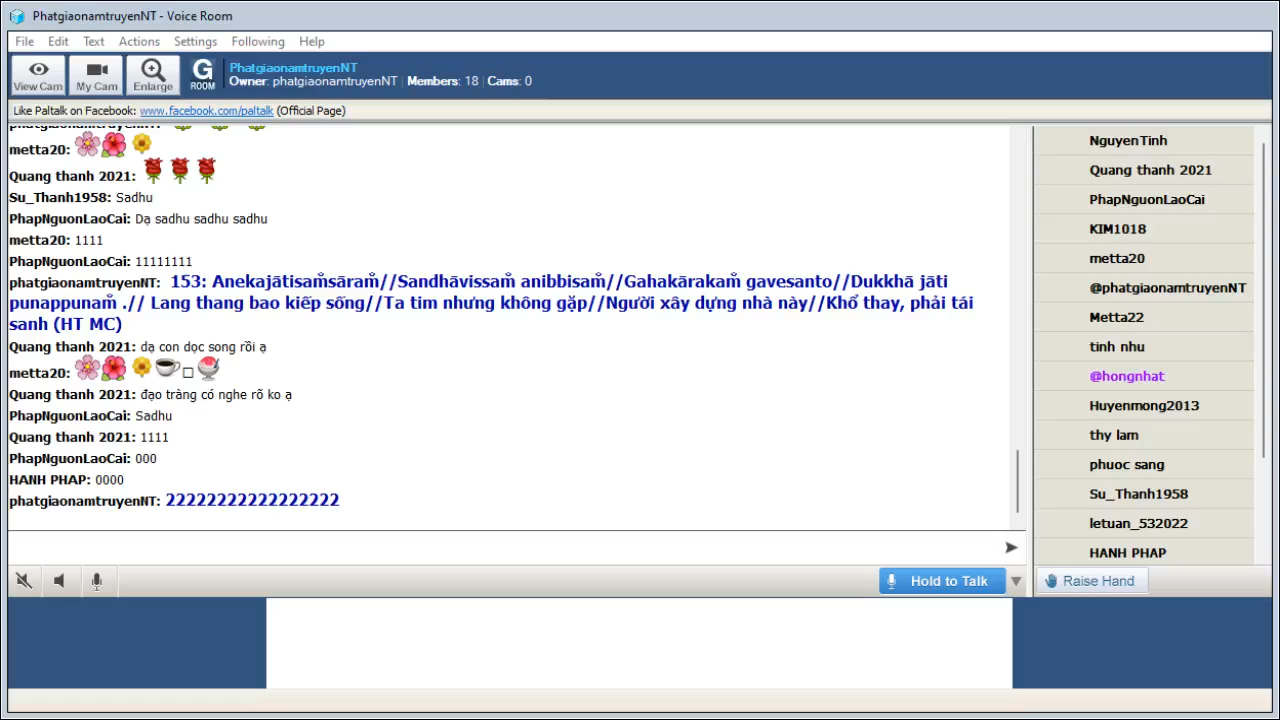 PhatgiaonamtruyenNT - Voice Room
File Edit Text Actions Settings Following Help
View Cam My Cam Enlarge G ROOM PhatgiaonamtruyenNT
Owner: phatgiaonamtruyenNT | Members: 18 | Cams: 0
Like Paltalk on Facebook: www.facebook.com/paltalk (Official Page)
phatgiaonamtruyenNT:
metta20:
Quang thanh 2021:
Su_Thanh1958: Sadhu
PhapNguonLaoCai: Dạ sadhu sadhu sadhu
metta20: 1111
PhapNguonLaoCai: 11111111
phatgiaonamtruyenNT: 153: Anekajātisaṁsāraṁ//Sandhāvissaṁ anibbisaṁ//Gahakārakaṁ gavesanto//Dukkhā jāti
punappunaṁ .// Lang thang bao kiếp sống//Ta tìm nhưng không gặp//Người xây dựng nhà này//Khổ thay, phải tái
sanh (HT MC)
Quang thanh 2021: dạ con dọc song rồi ạ
metta20:
Quang thanh 2021: đạo tràng có nghe rõ ko ạ
PhapNguonLaoCai: Sadhu
Quang thanh 2021: 1111
PhapNguonLaoCai: 000
HANH PHAP: 0000
phatgiaonamtruyenNT: 22222222222222222
Hold to Talk
NguyenTinh
Quang thanh 2021
PhapNguonLaoCai
KIM1018
metta20
@phatgiaonamtruyenNT
Metta22
tinh nhu
@hongnhat
Huyenmong2013
thy lam
phuoc sang
Su_Thanh1958
letuan_532022
HANH PHAP
Raise Hand